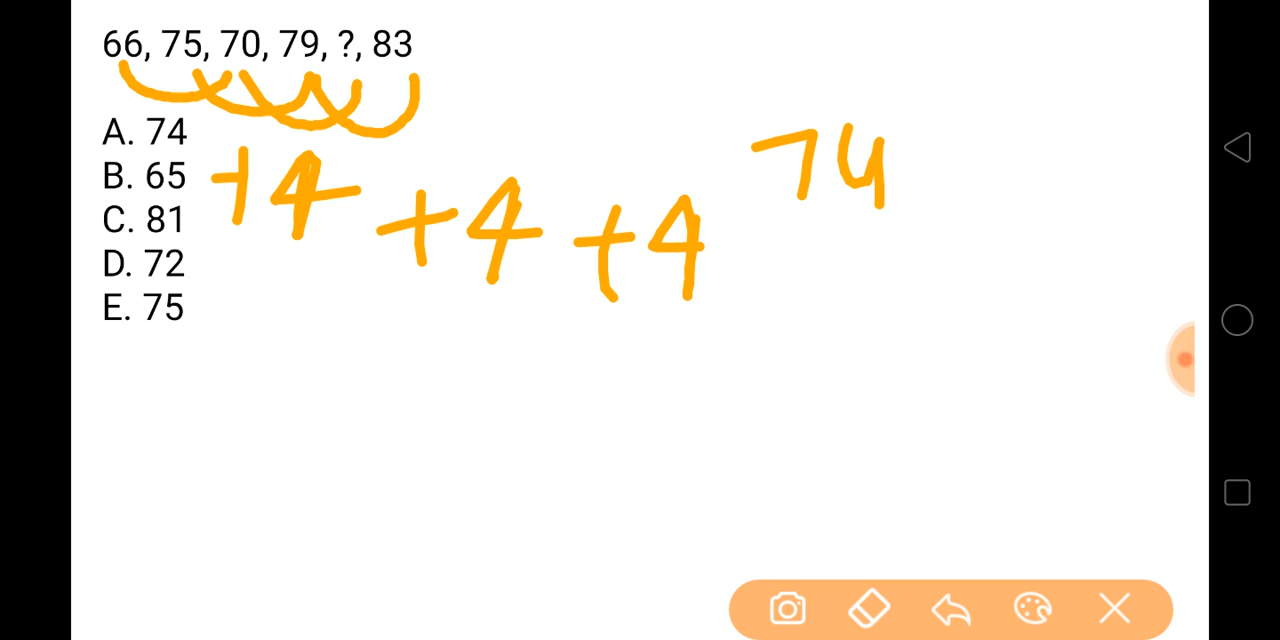 66, 75, 70, 79, ?, 83
A. 74
B. 65
C. 81
D. 72
E. 75
+4 +4 +4 74